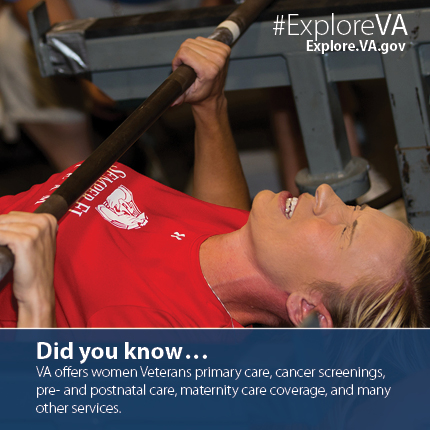 #ExploreVA
Explore.VA.gov
Did you know…
VA offers women Veterans primary care, cancer screenings,
pre- and postnatal care, maternity care coverage, and many
other services.